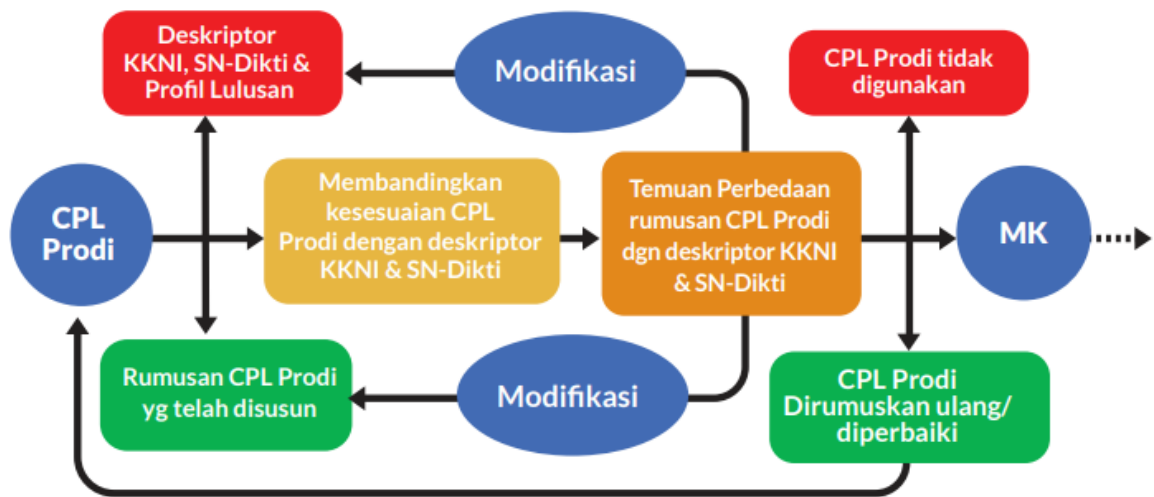 Deskriptor
KKNI, SN-Dikti &
Profil Lulusan
Modifikasi
CPL Prodi tidak
digunakan
CPL
Prodi
Membandingkan
kesesuaian CPL
Prodi dengan deskriptor
KKNI & SN-Dikti
Temuan Perbedaan
rumusan CPL Prodi
dgn deskriptor KKNI
& SN-Dikti
MK
Rumusan CPL Prodi
yg telah disusun
Modifikasi
CPL Prodi
Dirumuskan ulang/
diperbaiki